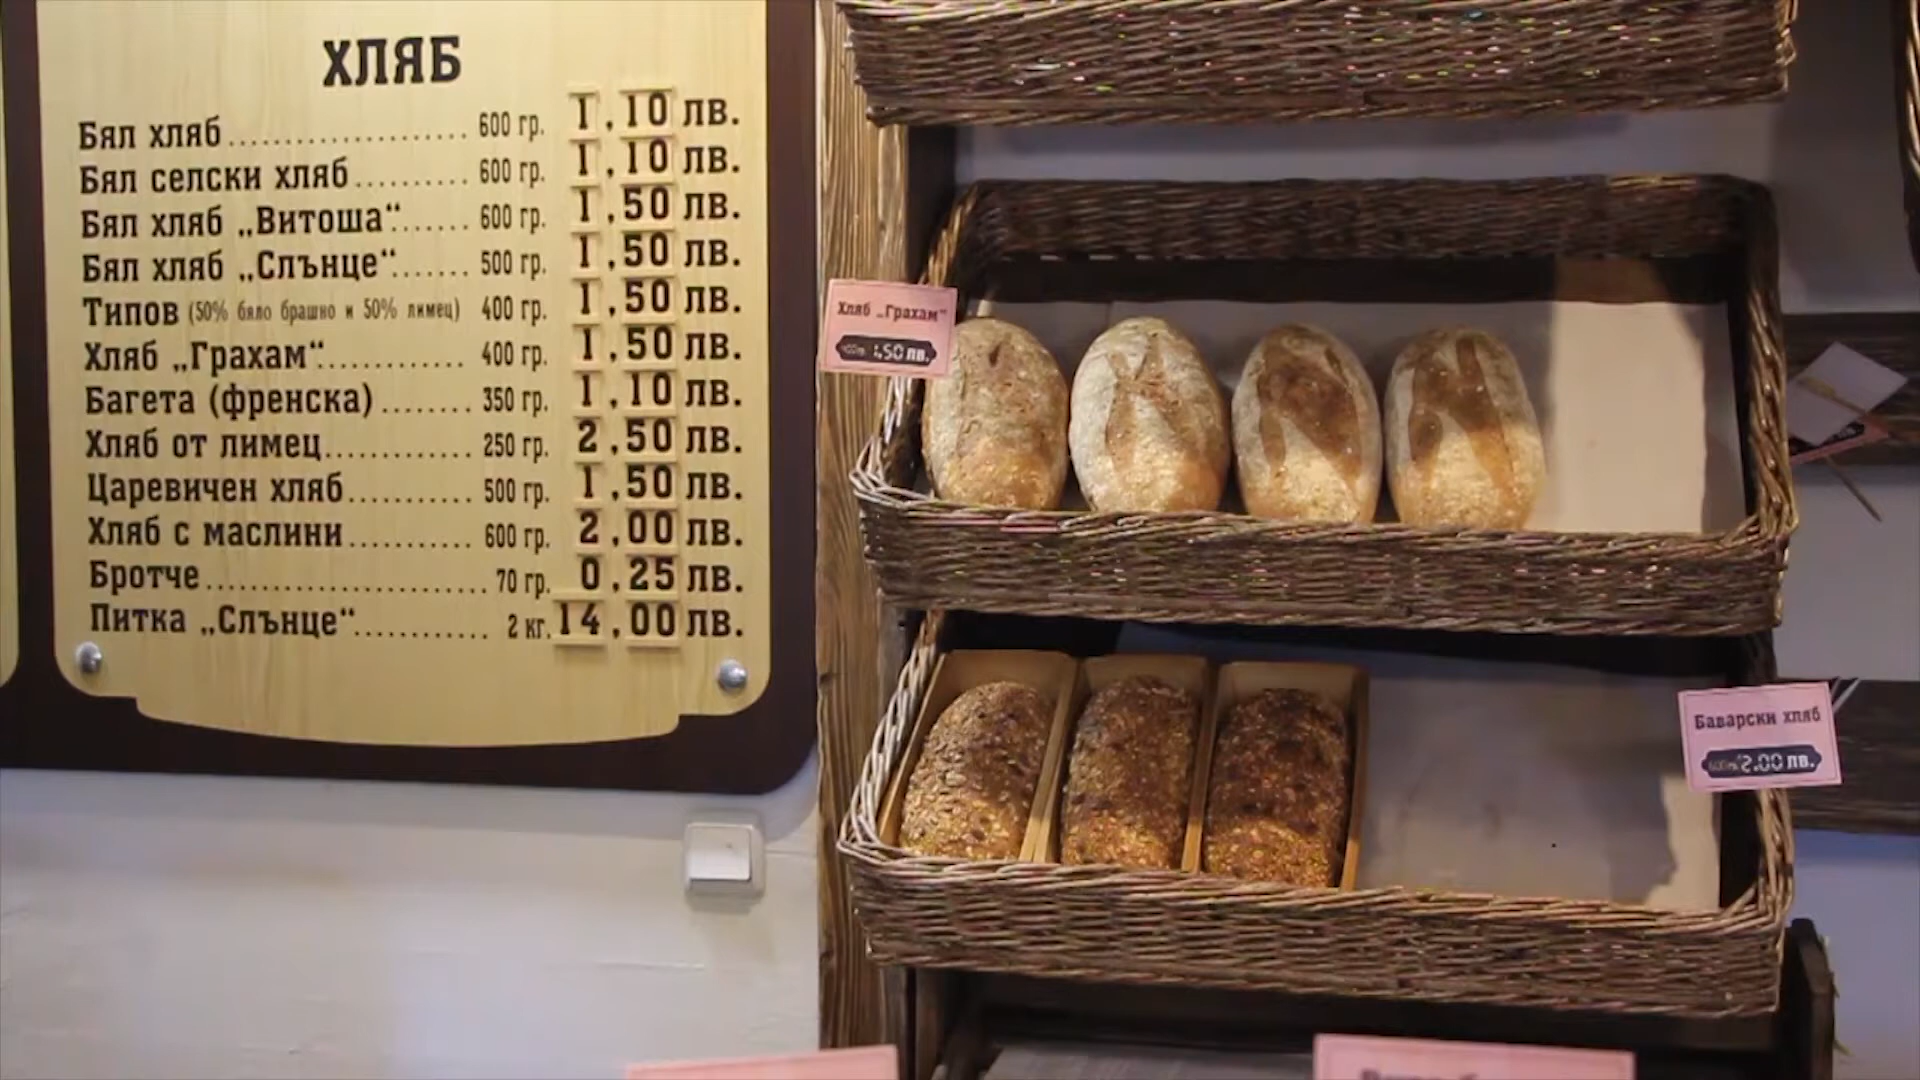 ХЛЯБ
Бял хляб.................... 600 гр. 1,10 лв.
Бял селски хляб.......... 600 гр. 1,10 лв.
Бял хляб „Витоша“....... 600 гр. 1,50 лв.
Бял хляб „Слънце“....... 500 гр. 1,50 лв.
Типов (50% бяло брашно и 50% лимец) 400 гр. 1,50 лв.
Хляб „Грахам“............. 400 гр. 1,50 лв.
Багета (френска)........ 350 гр. 1,10 лв.
Хляб от лимец............. 250 гр. 2,50 лв.
Царевичен хляб........... 500 гр. 1,50 лв.
Хляб с маслини........... 600 гр. 2,00 лв.
Бротче......................... 70 гр. 0,25 лв.
Питка „Слънце“............ 2 кг. 14,00 лв.
Хляб „Грахам“
1,50 лв.
Баварски хляб
2.00 лв.